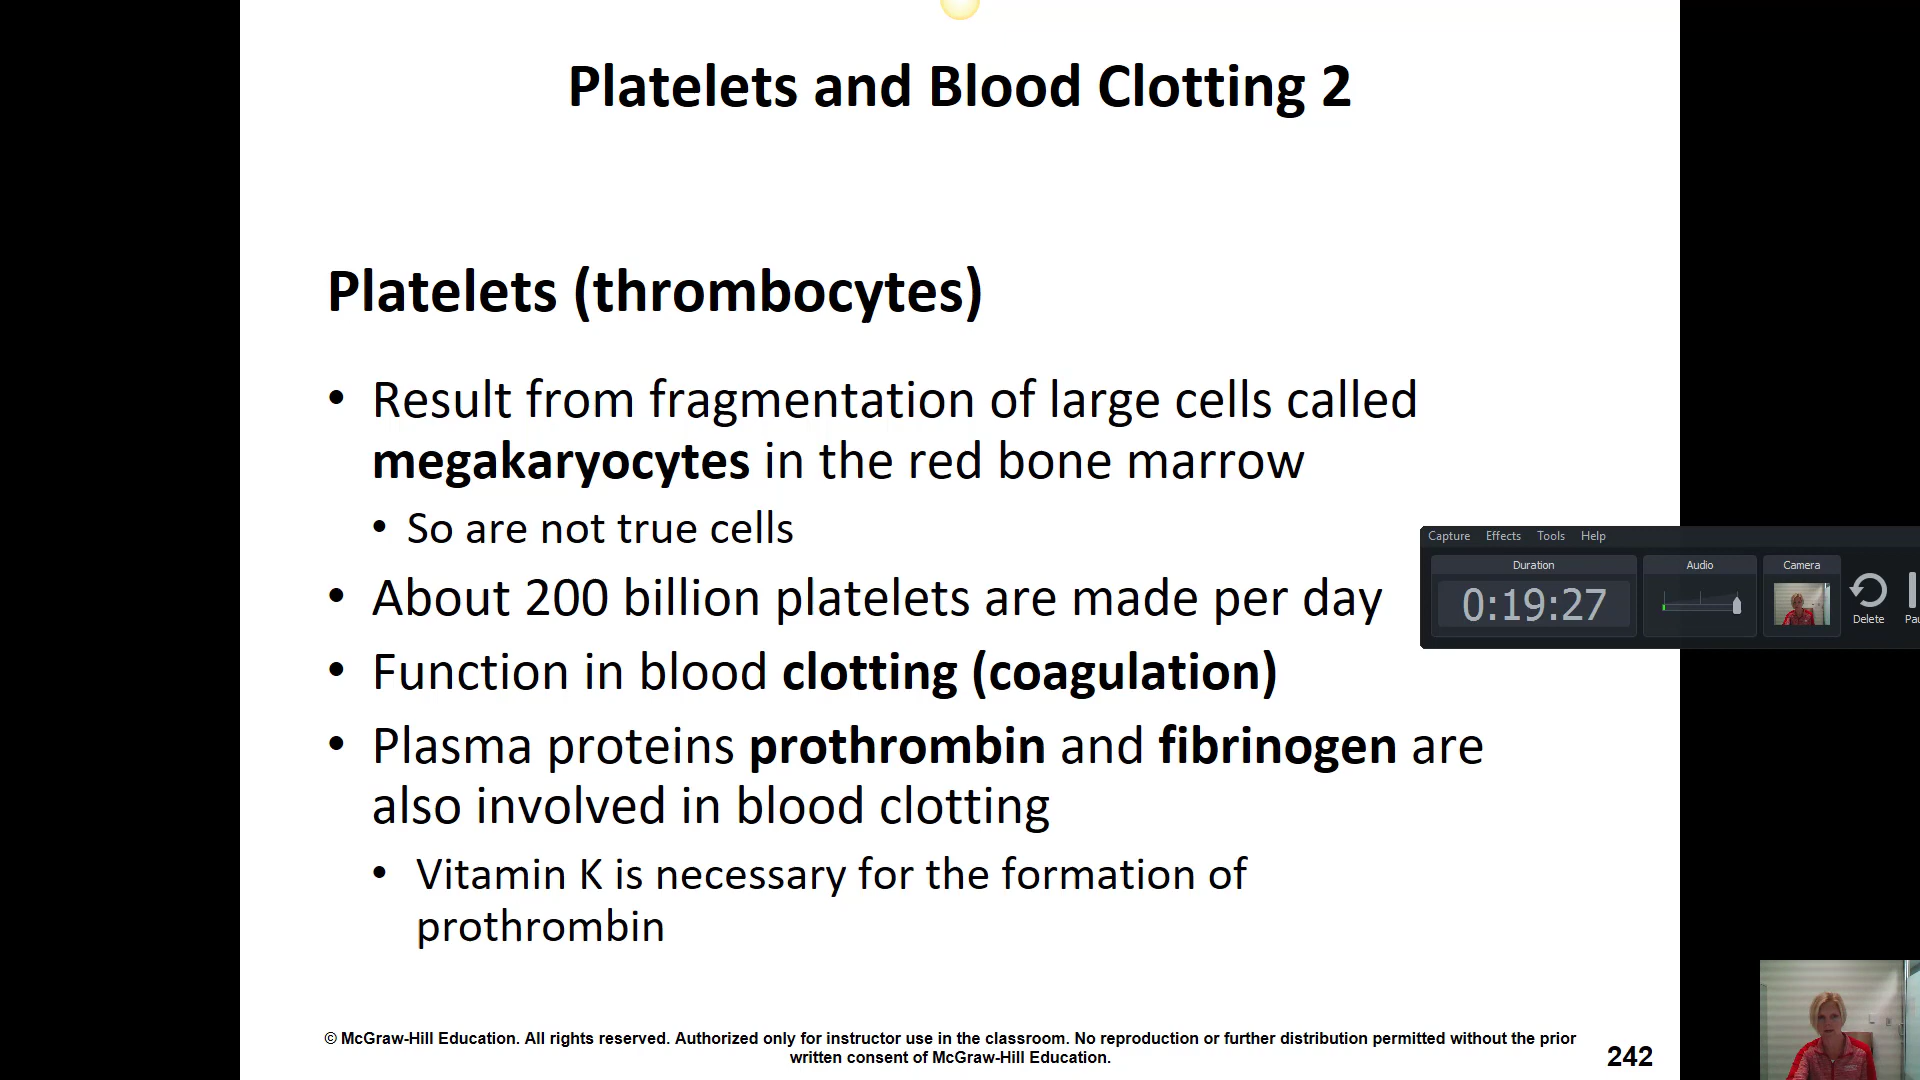 Platelets and Blood Clotting 2
Platelets (thrombocytes)
• Result from fragmentation of large cells called
megakaryocytes in the red bone marrow
• So are not true cells
• About 200 billion platelets are made per day
• Function in blood clotting (coagulation)
• Plasma proteins prothrombin and fibrinogen are
also involved in blood clotting
• Vitamin K is necessary for the formation of
prothrombin
Capture Effects Tools Help
Duration Audio Camera
0:19:27
Delete Pau
© McGraw-Hill Education. All rights reserved. Authorized only for instructor use in the classroom. No reproduction or further distribution permitted without the prior
written consent of McGraw-Hill Education.
242